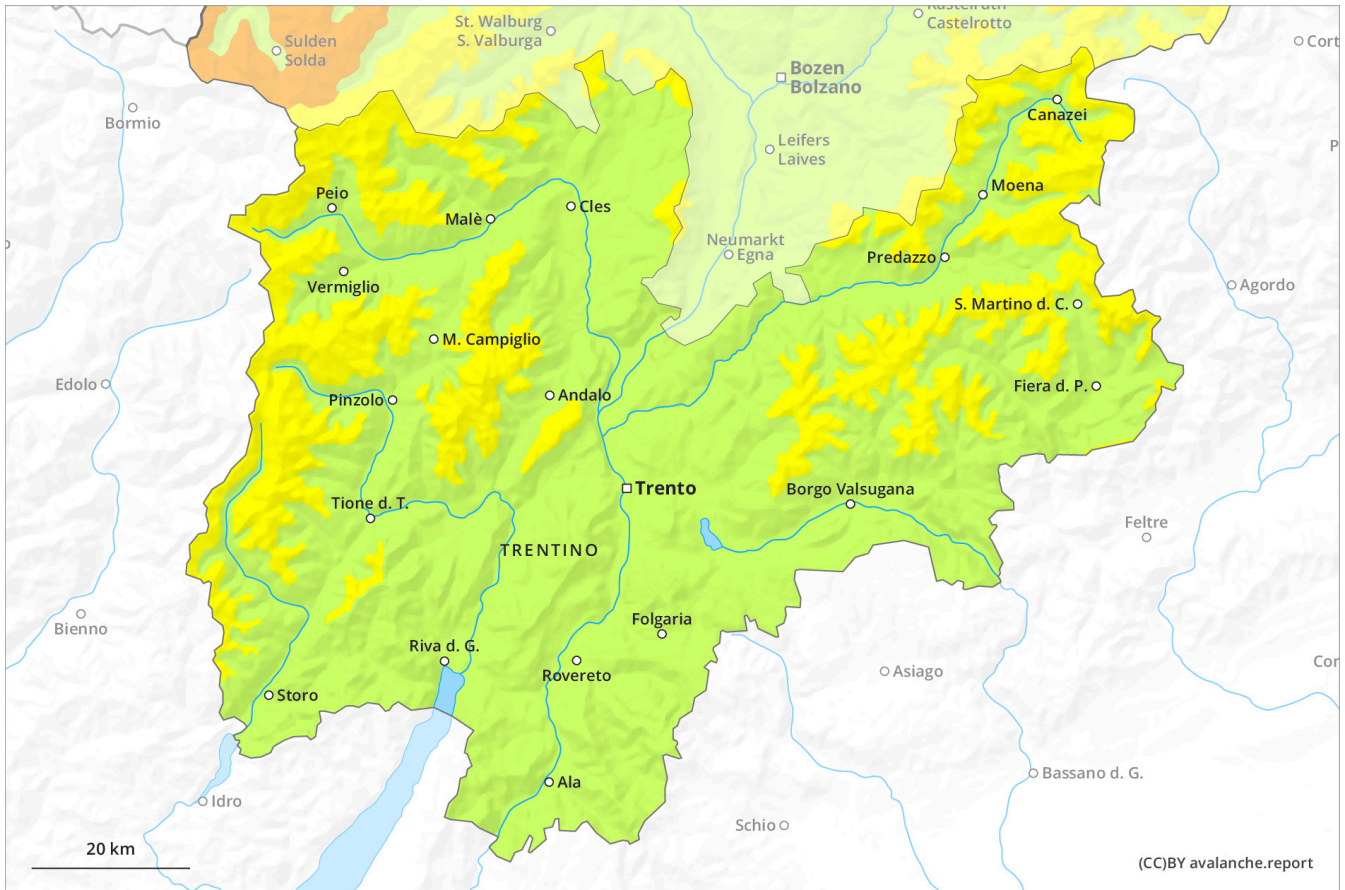 Kastelruth
Castelrotto
St. Walburg
S. Valburga
Sulden
Solda
Cort
Bozen
Bolzano
Bormio
Canazei
Leifers
Laives
Moena
Peio
Malè
Cles
Neumarkt
Egna
Predazzo
Vermiglio
Agordo
S. Martino d. C.
M. Campiglio
Edolo
Andalo
Fiera d. P.
Pinzolo
Trento
Borgo Valsugana
Tione d. T.
Feltre
TRENTINO
Bienno
Folgaria
Riva d. G.
Rovereto
Asiago
Cor
Storo
Bassano d. G.
Ala
Idro
Schio
20 km
(CC)BY avalanche.report